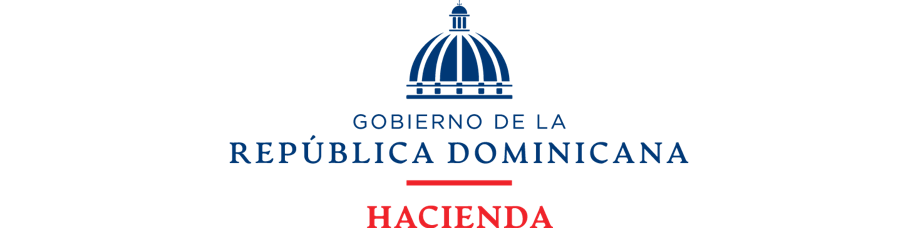 GOBIERNO DE LA
REPÚBLICA DOMINICANA
HACIENDA